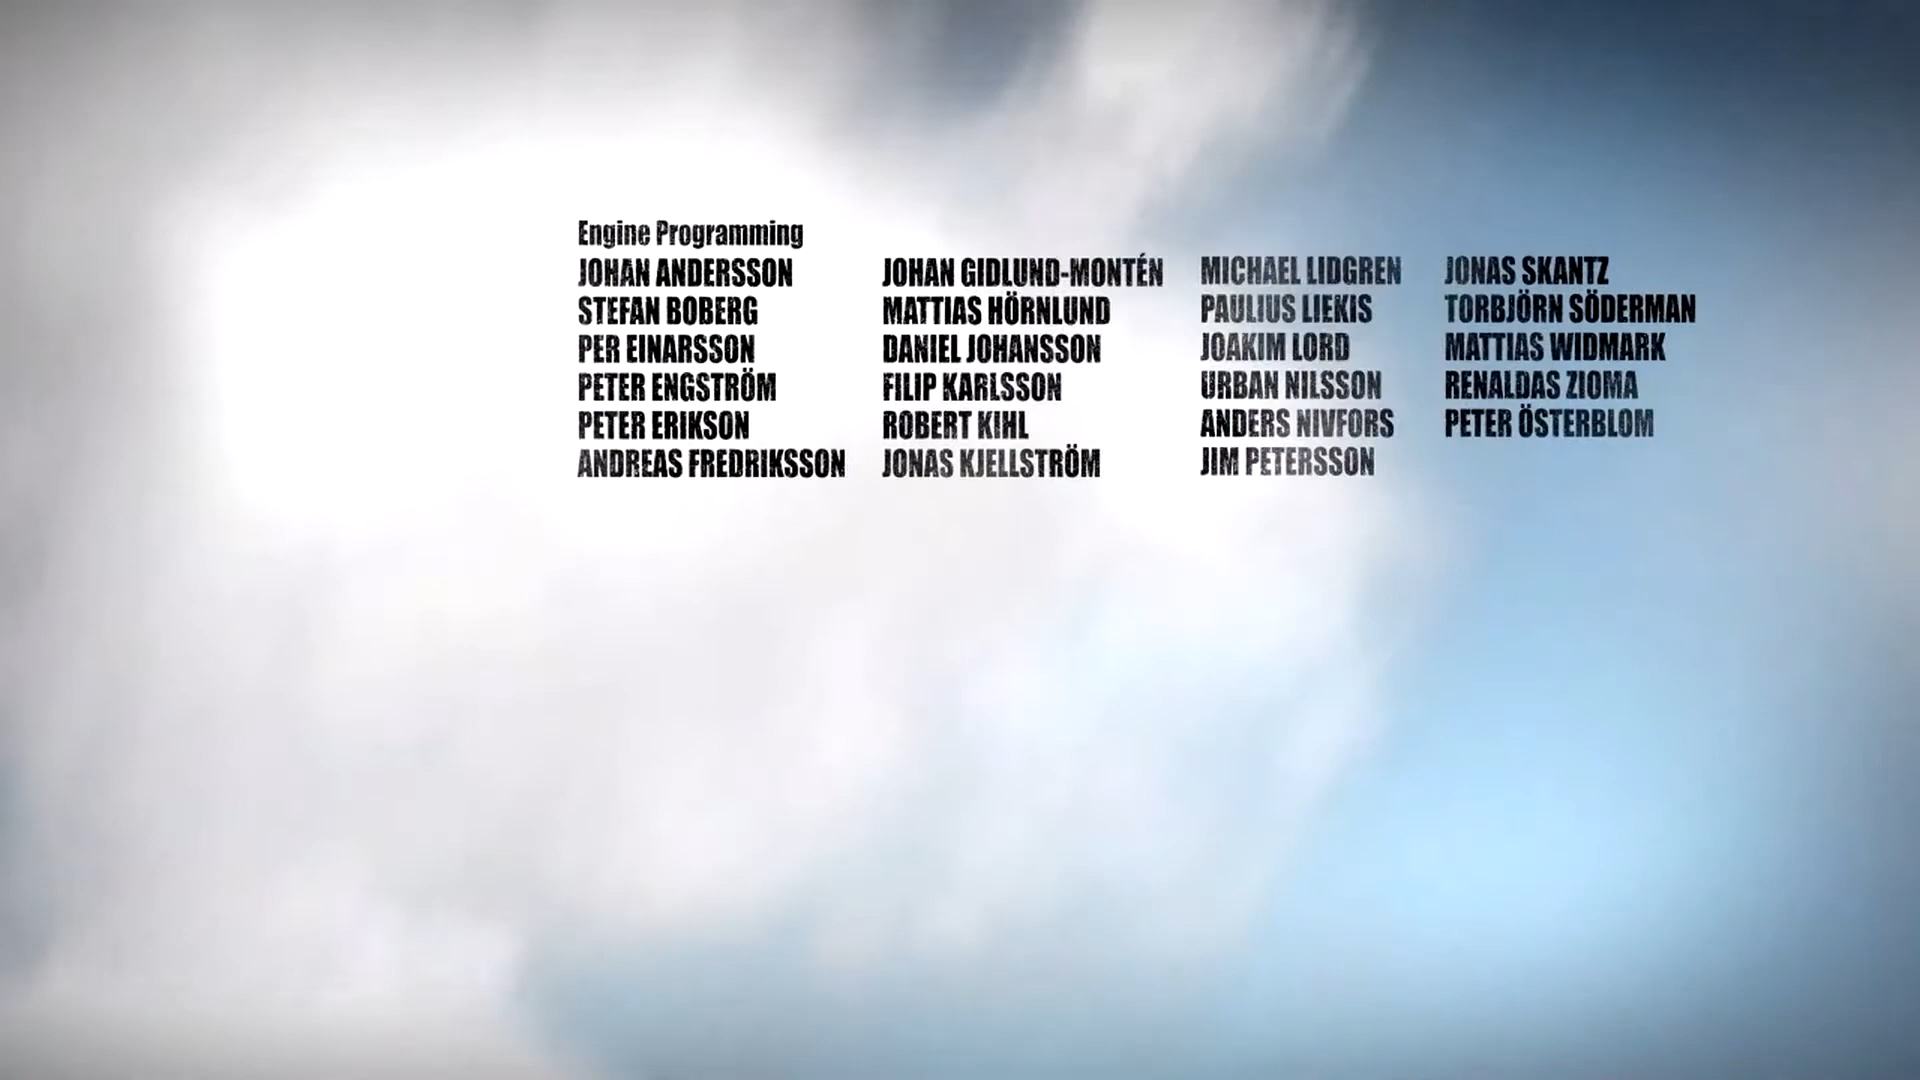 Engine Programming
JOHAN ANDERSSON
STEFAN BOBERG
PER EINARSSON
PETER ENGSTRÖM
PETER ERIKSON
ANDREAS FREDRIKSSON
JOHAN GIDLUND-MONTÉN
MATTIAS HÖRNLUND
DANIEL JOHANSSON
FILIP KARLSSON
ROBERT KIHL
JONAS KJELLSTRÖM
MICHAEL LIDGREN
PAULIUS LIEKIS
JOAKIM LORD
URBAN NILSSON
ANDERS NIVFORS
JIM PETERSSON
JONAS SKANTZ
TORBJÖRN SÖDERMAN
MATTIAS WIDMARK
RENALDAS ZIOMA
PETER ÖSTERBLOM